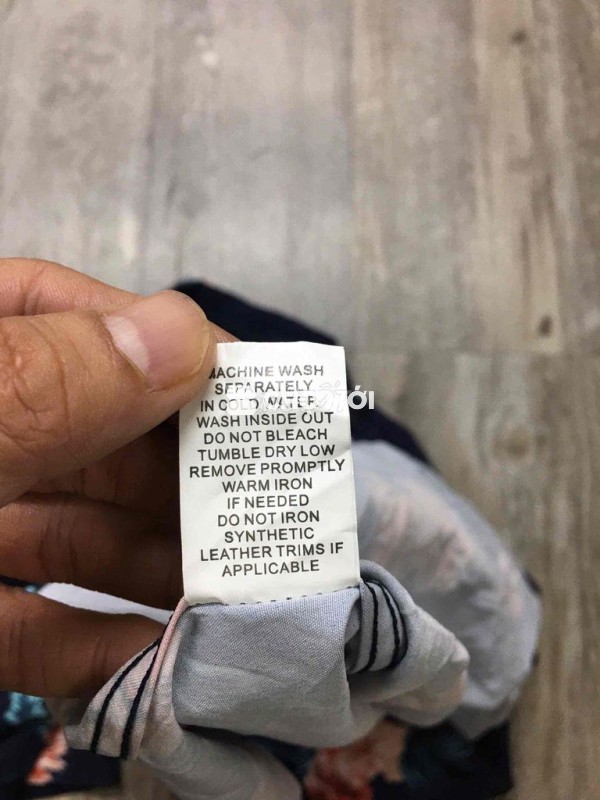 MACHINE WASH
SEPARATELY
IN COLD WATER.
WASH INSIDE OUT
DO NOT BLEACH
TUMBLE DRY LOW
REMOVE PROMPTLY
WARM IRON
IF NEEDED
DO NOT IRON
SYNTHETIC
LEATHER TRIMS IF
APPLICABLE